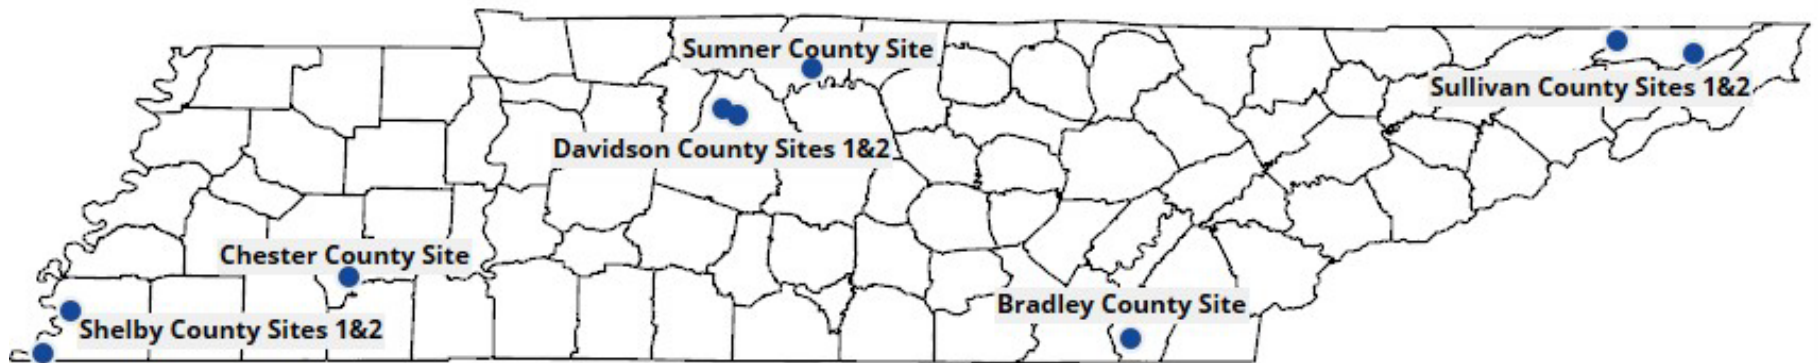 Sumner County Site
Sullivan County Sites 1&2
Davidson County Sites 1&2
Chester County Site
Bradley County Site
Shelby County Sites 1&2